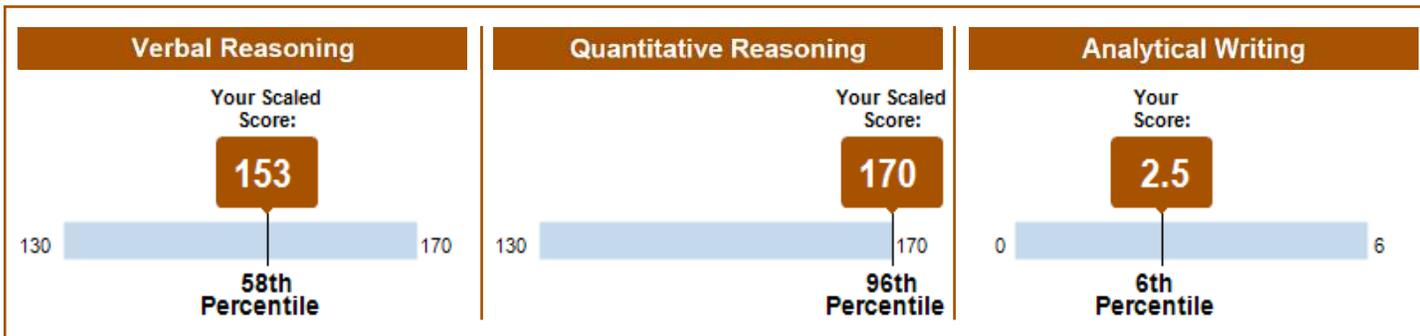 Verbal Reasoning
Your Scaled
Score:
153
130
170
58th
Percentile
Quantitative Reasoning
Your Scaled
Score:
170
130
170
96th
Percentile
Analytical Writing
Your
Score:
2.5
0
6
6th
Percentile